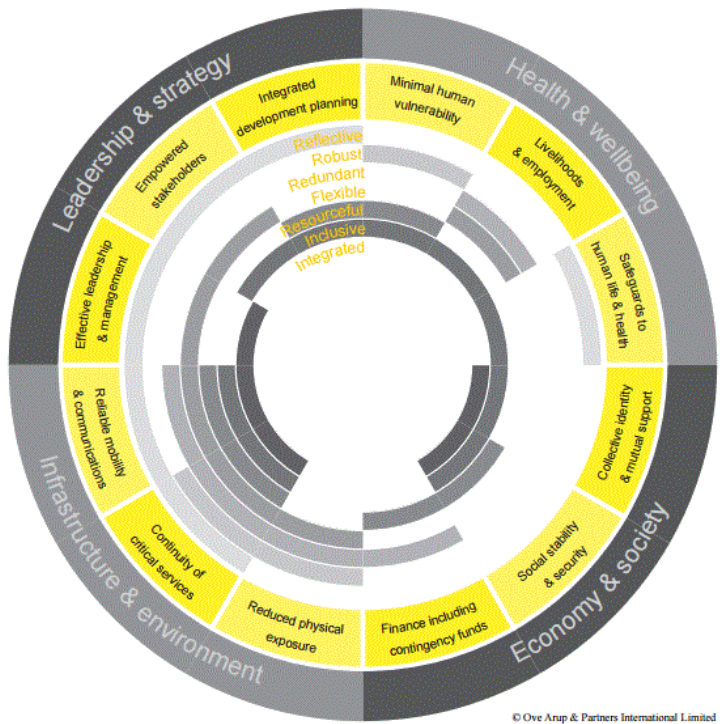 Leadership & strategy
Health & wellbeing
Economy & society
Infrastructure & environment
Integrated
development planning
Minimal human
vulnerability
Livelihoods
& employment
Safeguards to
human life & health
Collective identity
& mutual support
Social stability
& security
Finance including
contingency funds
Reduced physical
exposure
Continuity of
critical services
Reliable mobility
& communications
Effective leadership
& management
Empowered
stakeholders
Reflective
Robust
Redundant
Flexible
Resourceful
Inclusive
Integrated
© Ove Arup & Partners International Limited